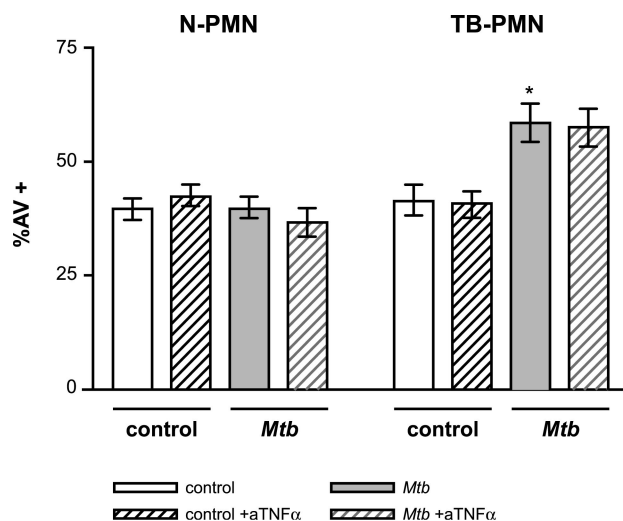 N-PMN TB-PMN
75
*
50
%AV +
25
0
control Mtb control Mtb
control Mtb
control +aTNFα Mtb +aTNFα